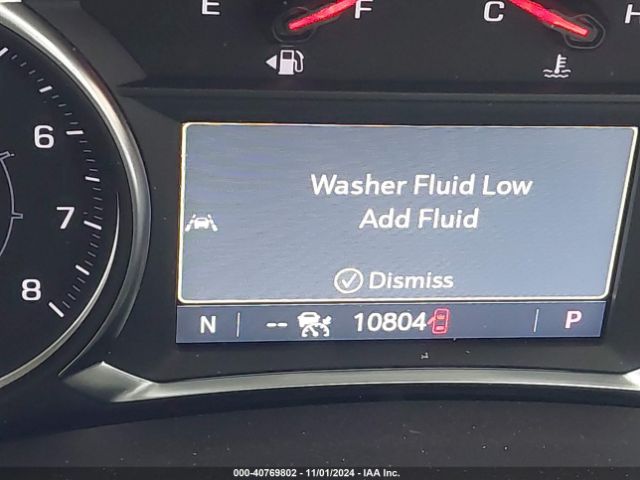 E F C H
6
7
8
Washer Fluid Low
Add Fluid
Dismiss
N -- 10804 P
000-40769802 - 11/01/2024 - IAA Inc.